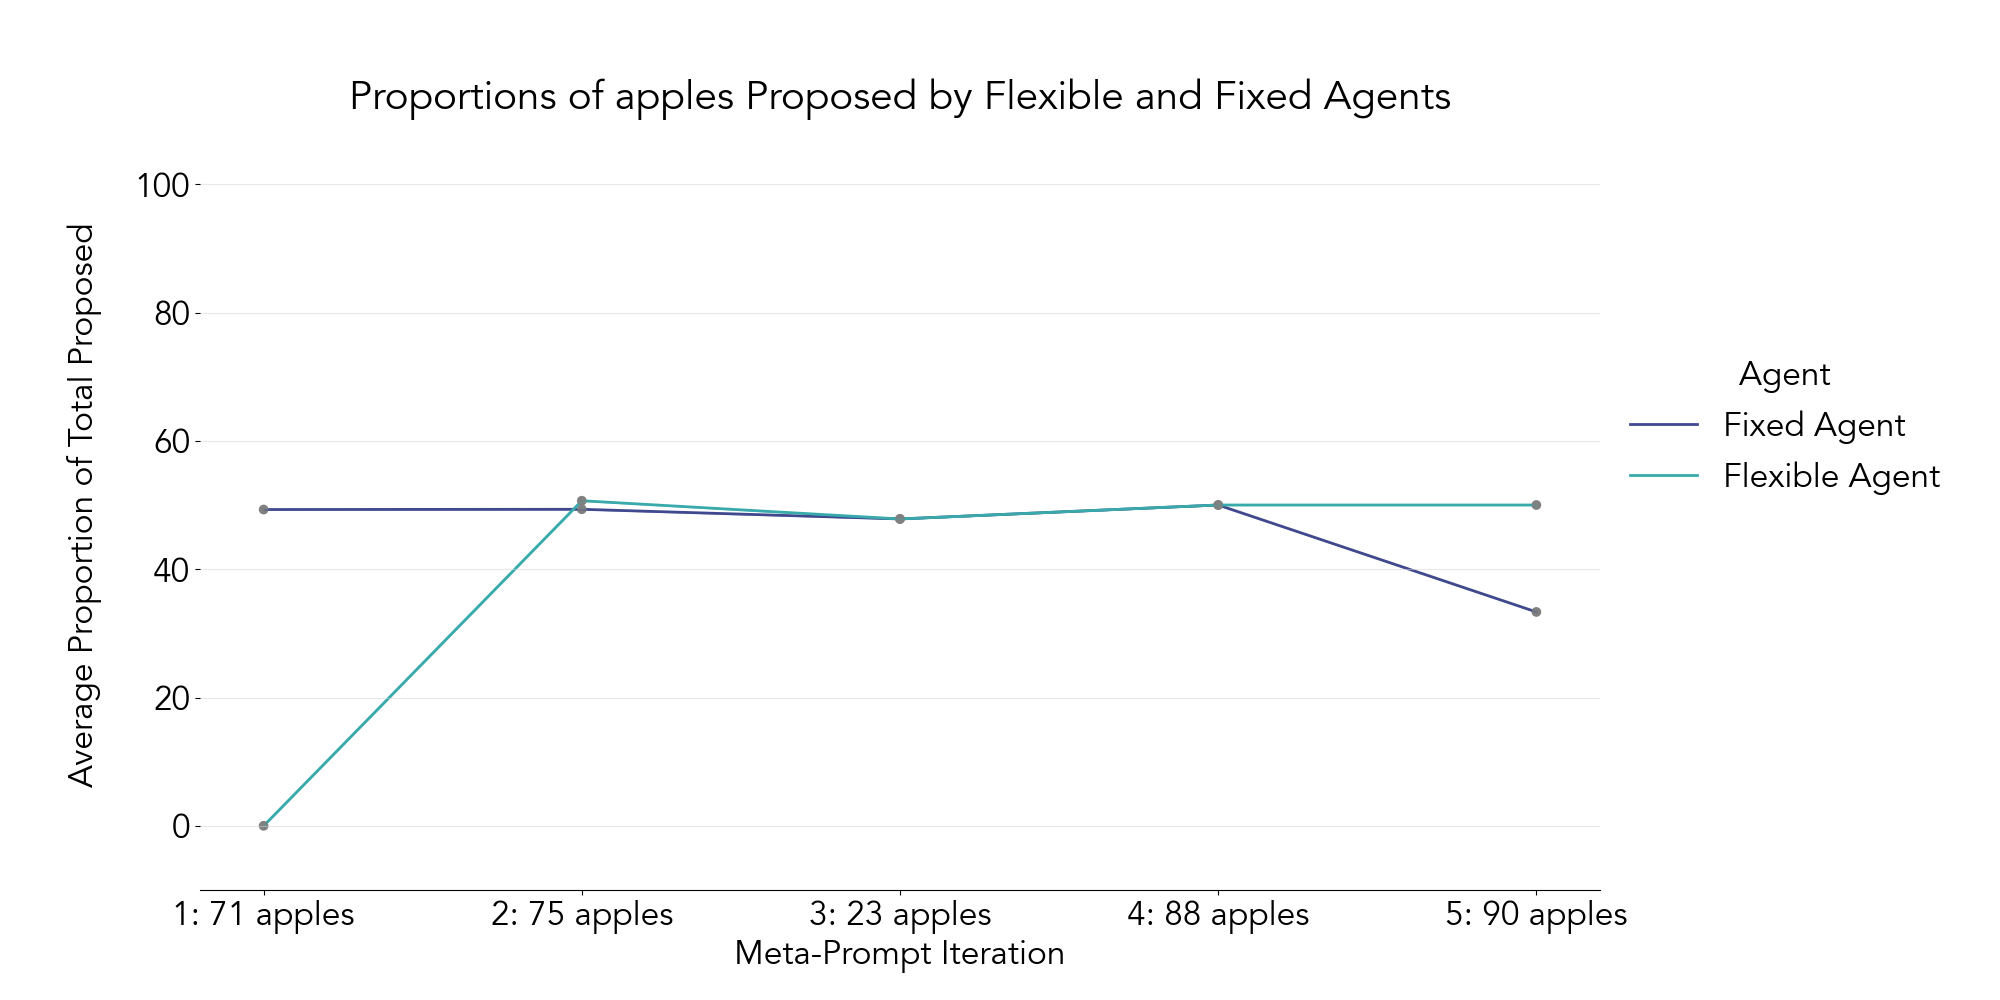 Proportions of apples Proposed by Flexible and Fixed Agents
Average Proportion of Total Proposed
100
80
60
40
20
0
1: 71 apples
2: 75 apples
3: 23 apples
4: 88 apples
5: 90 apples
Meta-Prompt Iteration
Agent
Fixed Agent
Flexible Agent